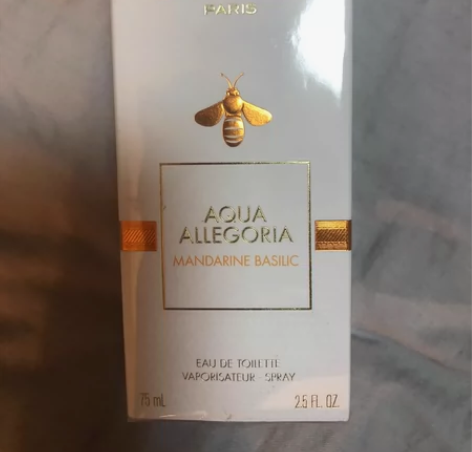 PARIS
AQUA
ALLEGORIA
MANDARINE BASILIC
EAU DE TOILETTE
VAPORISATEUR - SPRAY
75 mL 2.5 FL. OZ.